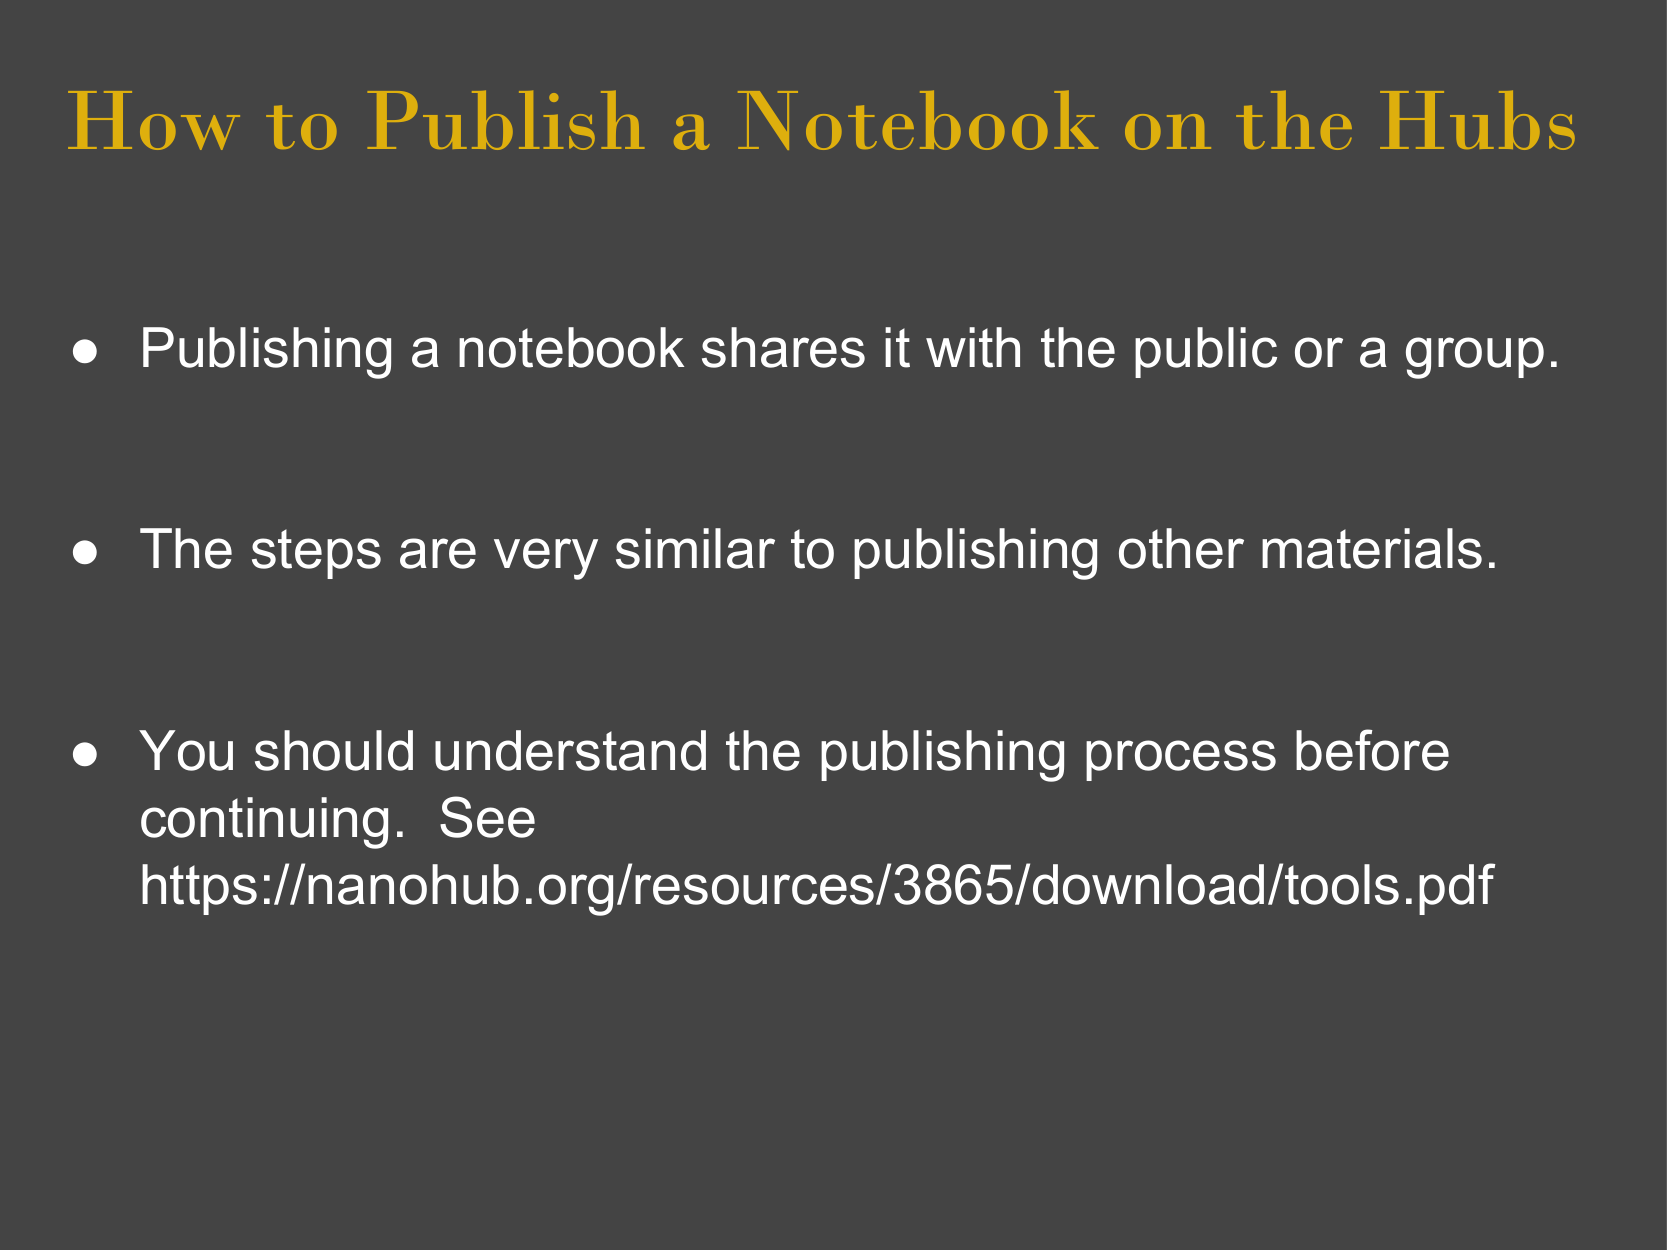 How to Publish a Notebook on the Hubs
● Publishing a notebook shares it with the public or a group.
● The steps are very similar to publishing other materials.
● You should understand the publishing process before
continuing.  See
https://nanohub.org/resources/3865/download/tools.pdf